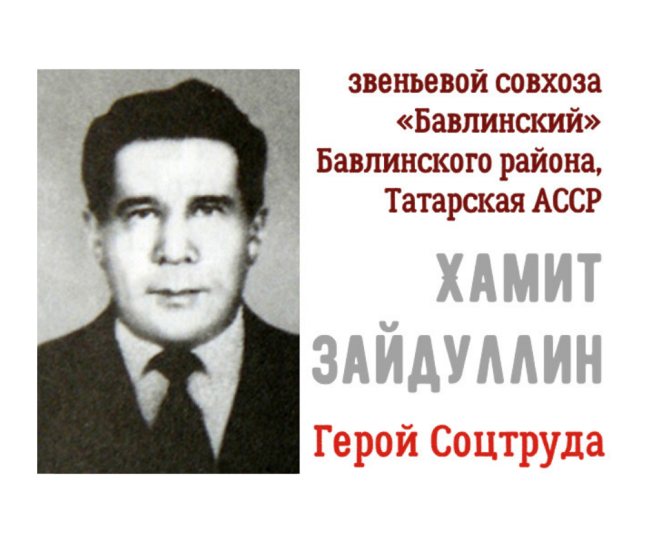 звеньевой совхоза
«Бавлинский»
Бавлинского района,
Татарская АССР
ХАМИТ
ЗАЙДУЛЛИН
Герой Соцтруда